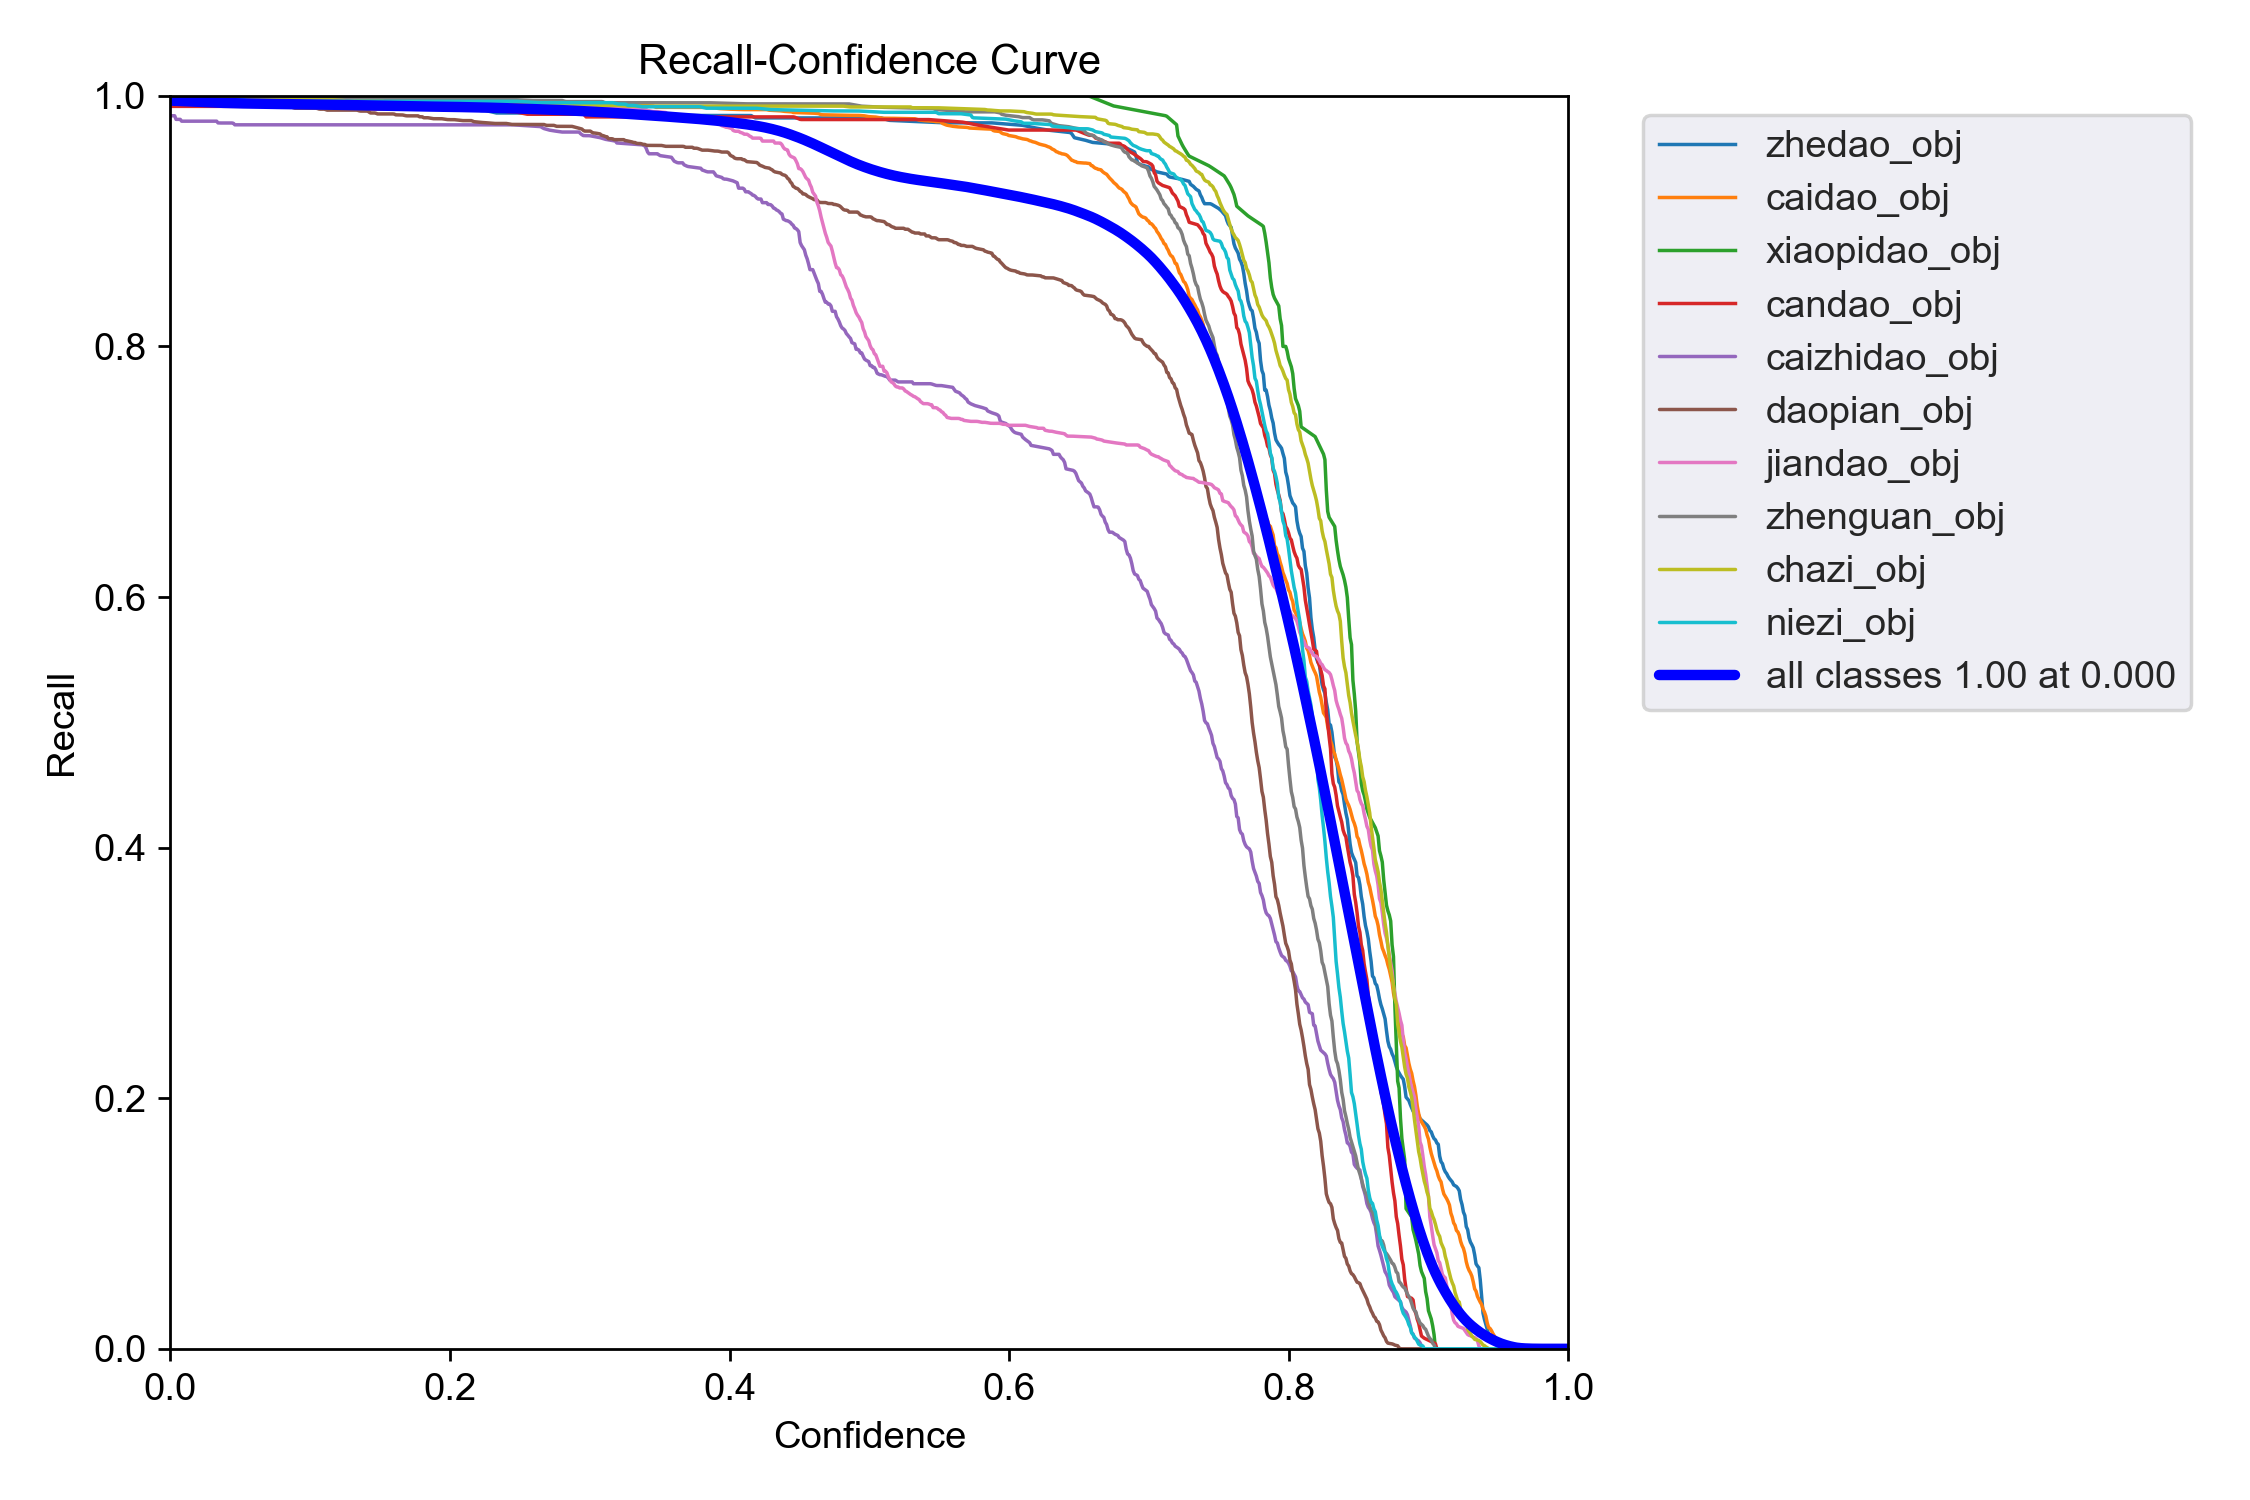 Recall-Confidence Curve
1.0
0.8
0.6
0.4
0.2
0.0
Recall
0.0 0.2 0.4 0.6 0.8 1.0
Confidence
zhedao_obj
caidao_obj
xiaopidao_obj
candao_obj
caizhidao_obj
daopian_obj
jiandao_obj
zhenguan_obj
chazi_obj
niezi_obj
all classes 1.00 at 0.000